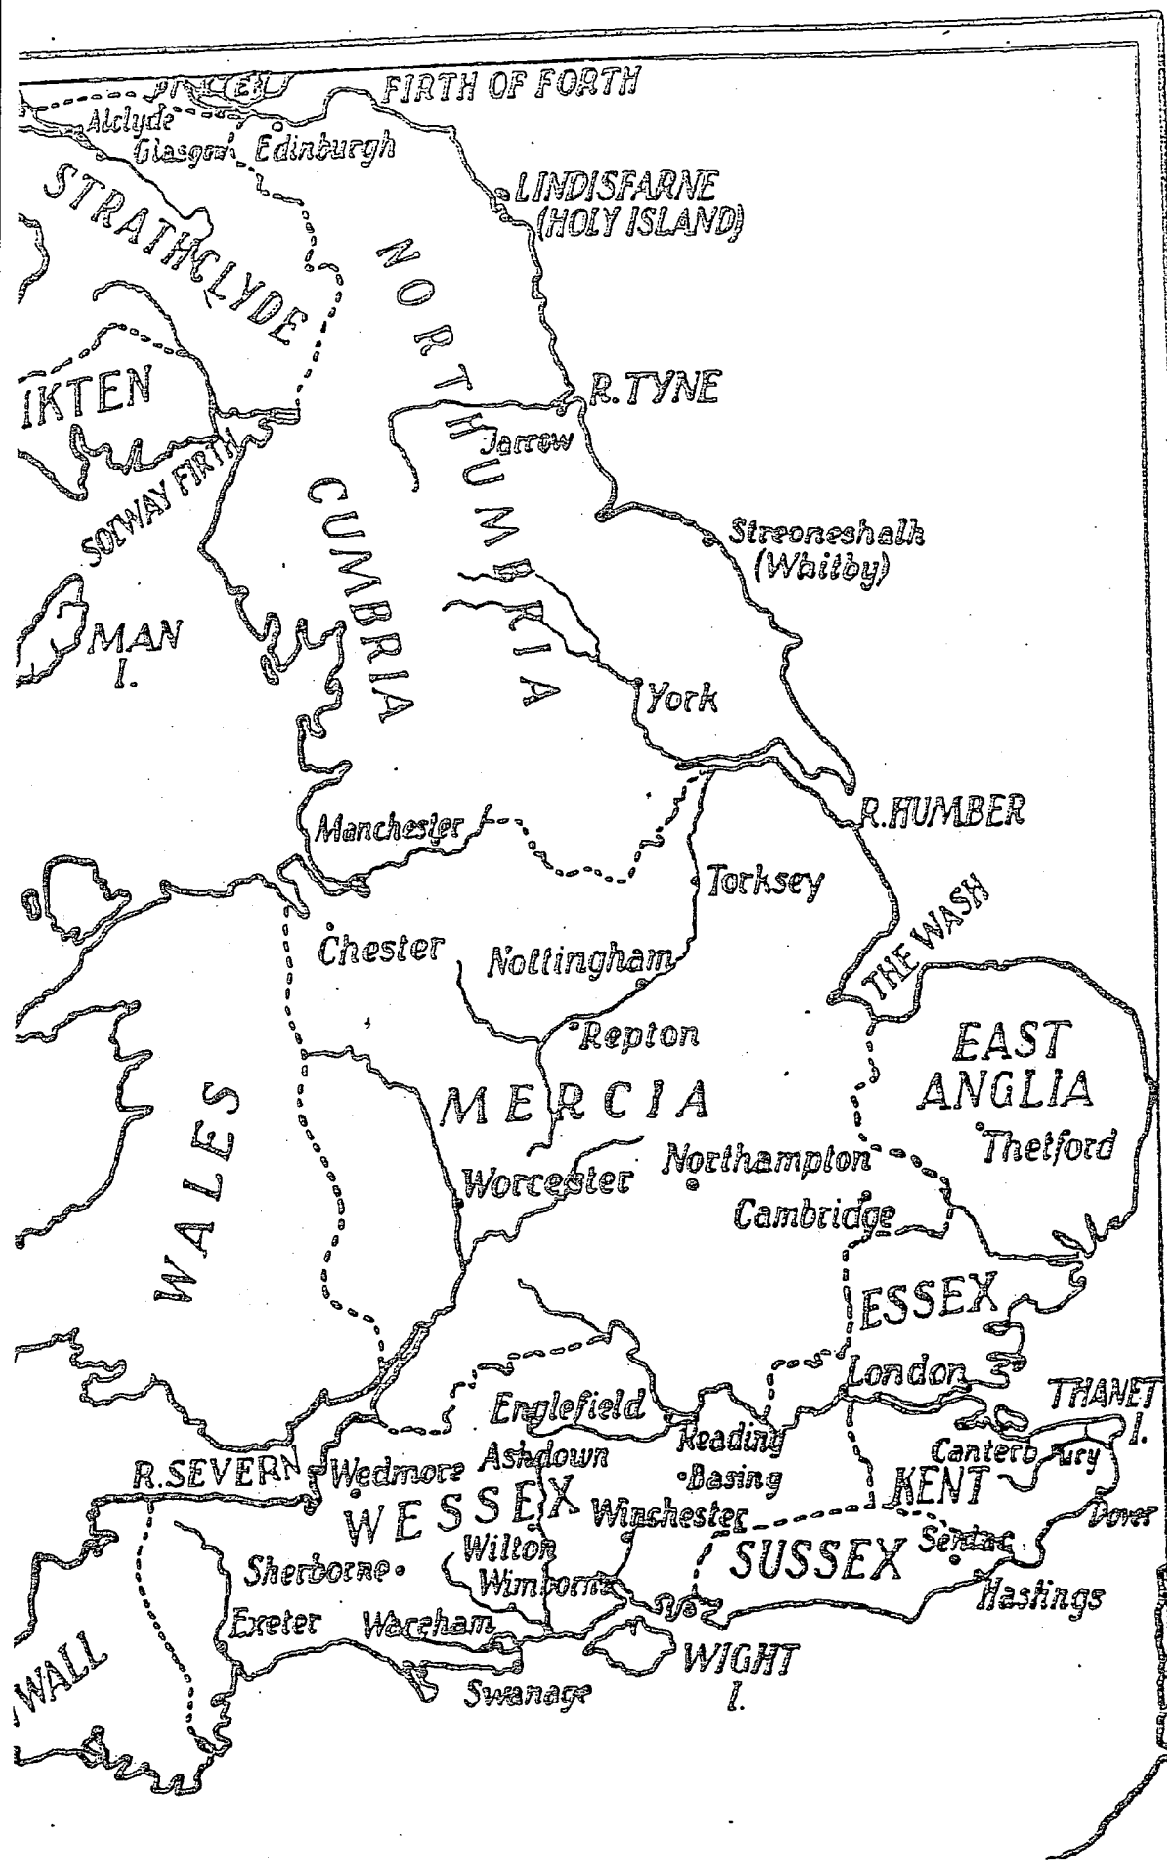 FIRTH OF FORTH
Alclyde
Glasgow
Edinburgh
STRATHCLYDE
LINDISFARNE
(HOLY ISLAND)
NORTHUMBRIA
IKTEN
R.TYNE
Jarrow
SOLWAY FIRTH
CUMBRIA
Streoneshalh
(Whitby)
MAN
I.
York
R.HUMBER
Manchester
Torksey
THE WASH
Chester
Nottingham
Repton
EAST
ANGLIA
MERCIA
WALES
Thetford
Northampton
Worcester
Cambridge
ESSEX
London
THANET
I.
Englefield
Reading
Canterbury
Ashdown
R.SEVERN
Wedmore
Basing
KENT
WESSEX
Winchester
Dover
Wilton
SUSSEX
Senlac
Sherborne
Wimborne
Hastings
Exeter
Wareham
WIGHT
I.
WALL
Swanage